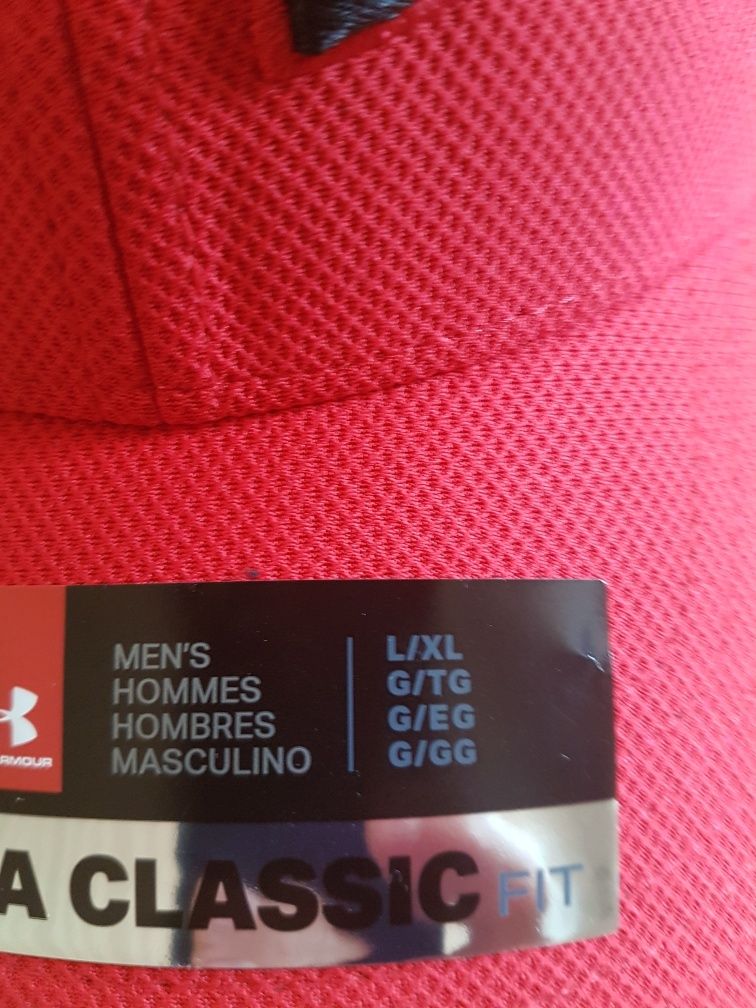 MEN'S
HOMMES
HOMBRES
MASCULINO
L/XL
G/TG
G/EG
G/GG
ARMOUR
A CLASSIC FIT